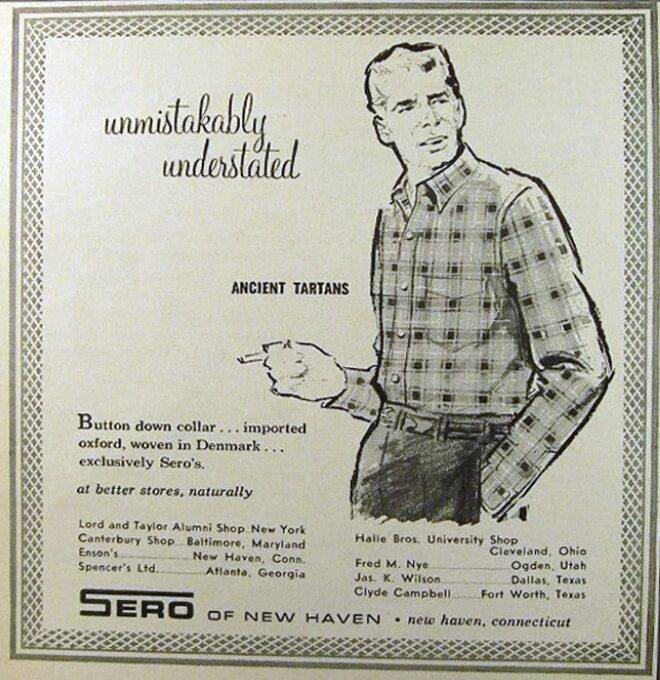 unmistakably
understated
ANCIENT TARTANS
Button down collar . . . imported
oxford, woven in Denmark . . .
exclusively Sero's.
at better stores, naturally
Lord and Taylor Alumni Shop..New York
Canterbury Shop...Baltimore, Maryland
Enson's....................New Haven, Conn.
Spencer's Ltd.............Atlanta, Georgia
Halle Bros. University Shop
Cleveland, Ohio
Fred M. Nye....................Ogden, Utah
Jas. K. Wilson..................Dallas, Texas
Clyde Campbell........Fort Worth, Texas
SERO OF NEW HAVEN • new haven, connecticut